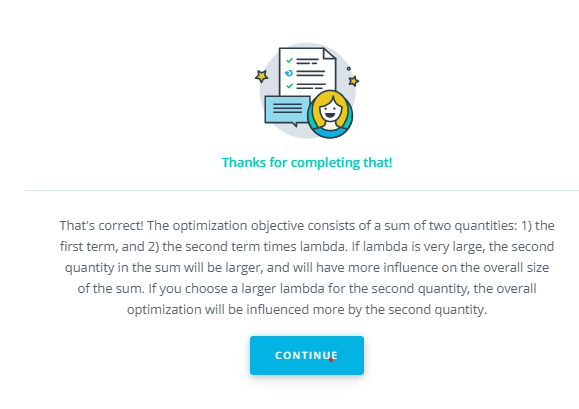 Thanks for completing that!
That's correct! The optimization objective consists of a sum of two quantities: 1) the
first term, and 2) the second term times lambda. If lambda is very large, the second
quantity in the sum will be larger, and will have more influence on the overall size
of the sum. If you choose a larger lambda for the second quantity, the overall
optimization will be influenced more by the second quantity.
CONTINUE